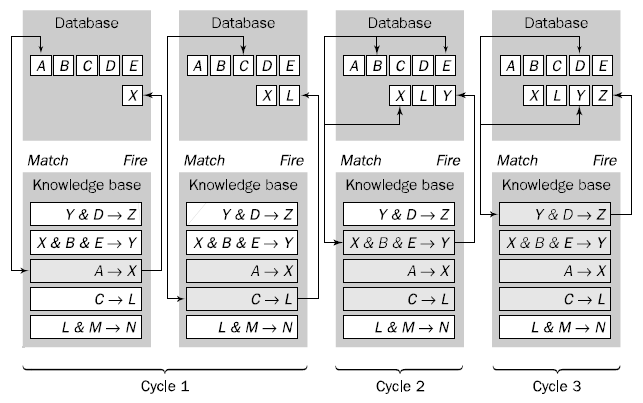 Database
A B C D E
X
Match Fire
Knowledge base
Y & D → Z
X & B & E → Y
A → X
C → L
L & M → N
Database
A B C D E
X L
Match Fire
Knowledge base
Y & D → Z
X & B & E → Y
A → X
C → L
L & M → N
Cycle 1
Database
A B C D E
X L Y
Match Fire
Knowledge base
Y & D → Z
X & B & E → Y
A → X
C → L
L & M → N
Cycle 2
Database
A B C D E
X L Y Z
Match Fire
Knowledge base
Y & D → Z
X & B & E → Y
A → X
C → L
L & M → N
Cycle 3